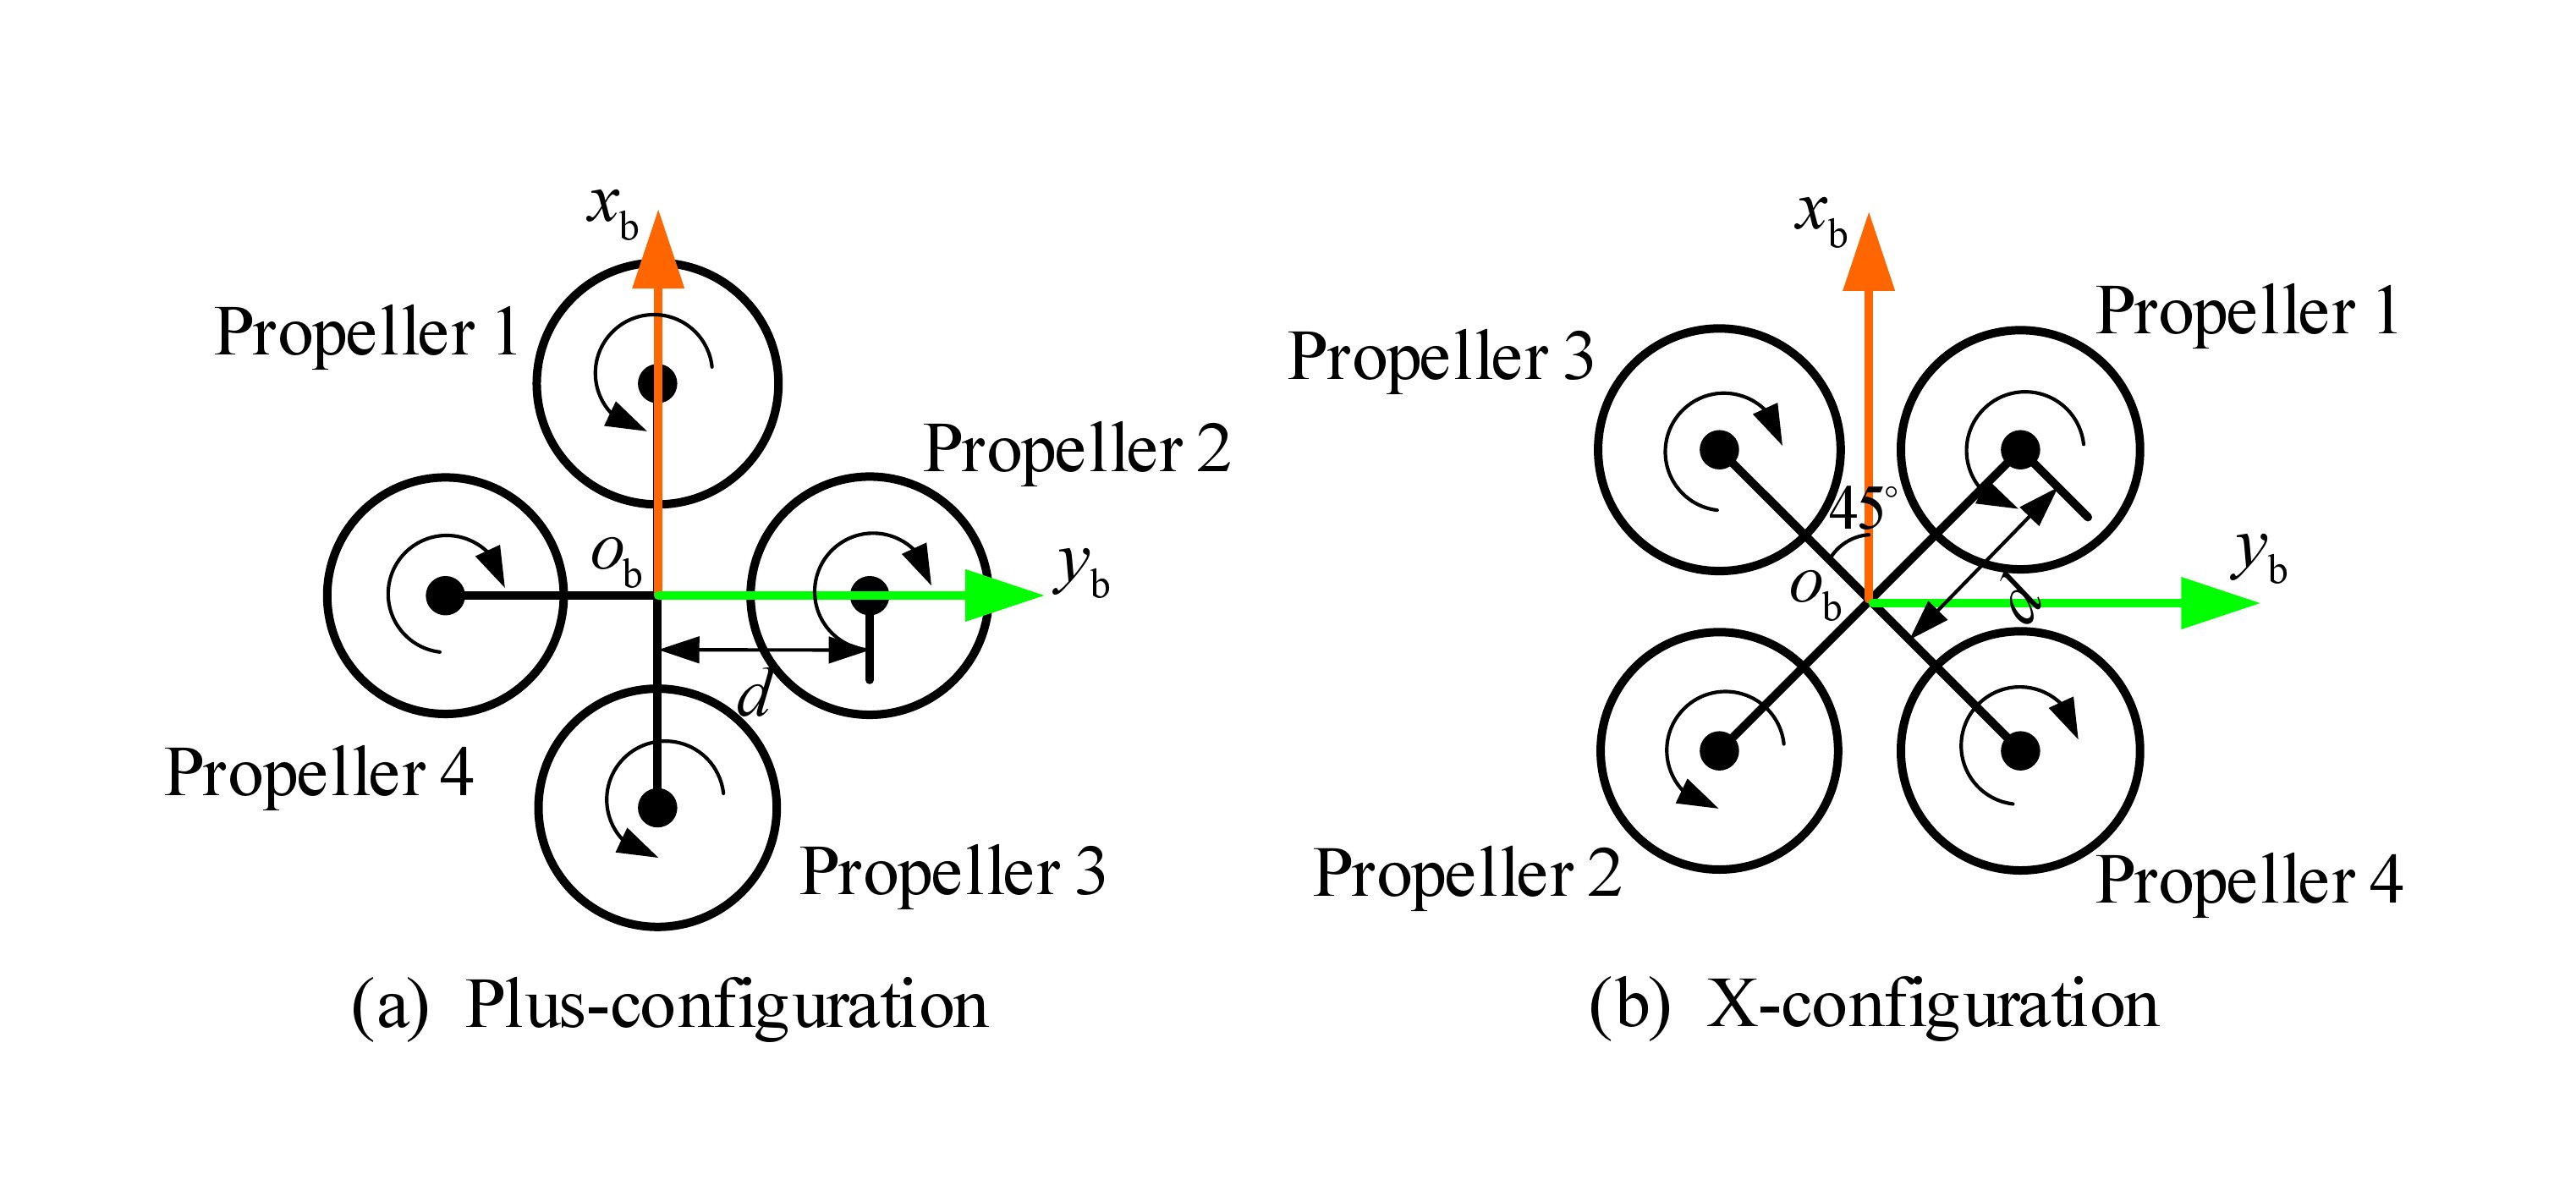 x_b
Propeller 1
Propeller 2
o_b
y_b
d
Propeller 4
Propeller 3
(a) Plus-configuration
x_b
Propeller 1
Propeller 3
45°
o_b
y_b
d
Propeller 2
Propeller 4
(b) X-configuration